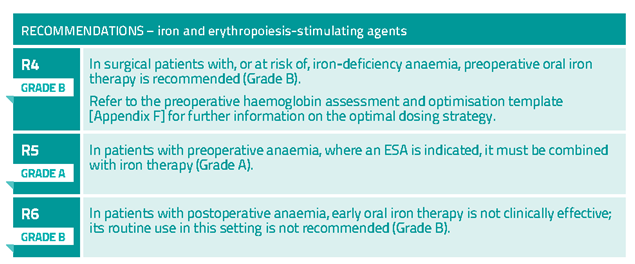 RECOMMENDATIONS – iron and erythropoiesis-stimulating agents
R4
GRADE B
In surgical patients with, or at risk of, iron-deficiency anaemia, preoperative oral iron
therapy is recommended (Grade B).
Refer to the preoperative haemoglobin assessment and optimisation template
[Appendix F] for further information on the optimal dosing strategy.
R5
GRADE A
In patients with preoperative anaemia, where an ESA is indicated, it must be combined
with iron therapy (Grade A).
R6
GRADE B
In patients with postoperative anaemia, early oral iron therapy is not clinically effective;
its routine use in this setting is not recommended (Grade B).